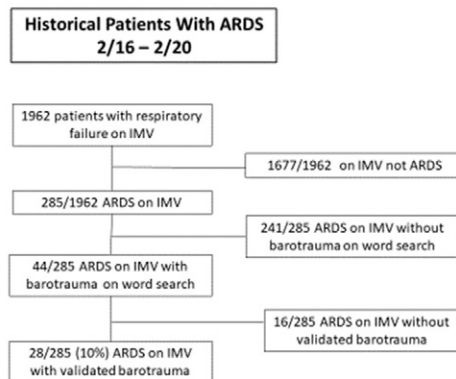 Historical Patients With ARDS
2/16 – 2/20
1962 patients with respiratory
failure on IMV
1677/1962 on IMV not ARDS
285/1962 ARDS on IMV
241/285 ARDS on IMV without
barotrauma on word search
44/285 ARDS on IMV with
barotrauma on word search
16/285 ARDS on IMV without
validated barotrauma
28/285 (10%) ARDS on IMV
with validated barotrauma